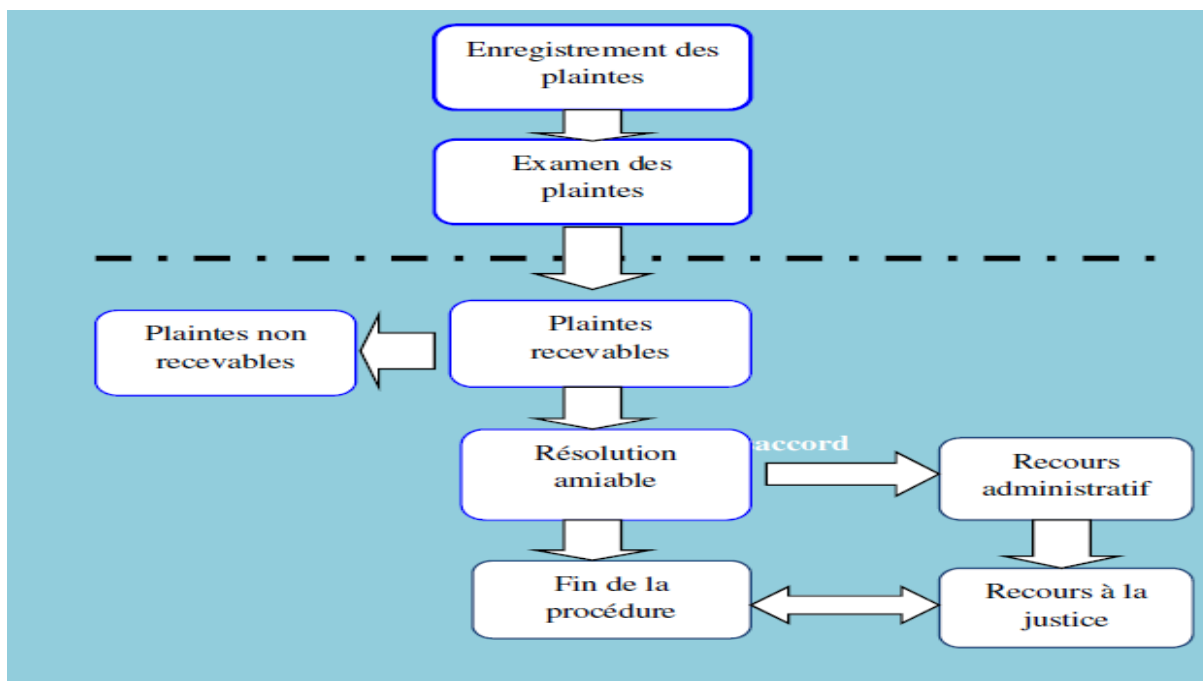 Enregistrement des
plaintes
Examen des
plaintes
Plaintes non
recevables
Plaintes
recevables
Résolution
amiable
accord
Recours
administratif
Fin de la
procédure
Recours à la
justice